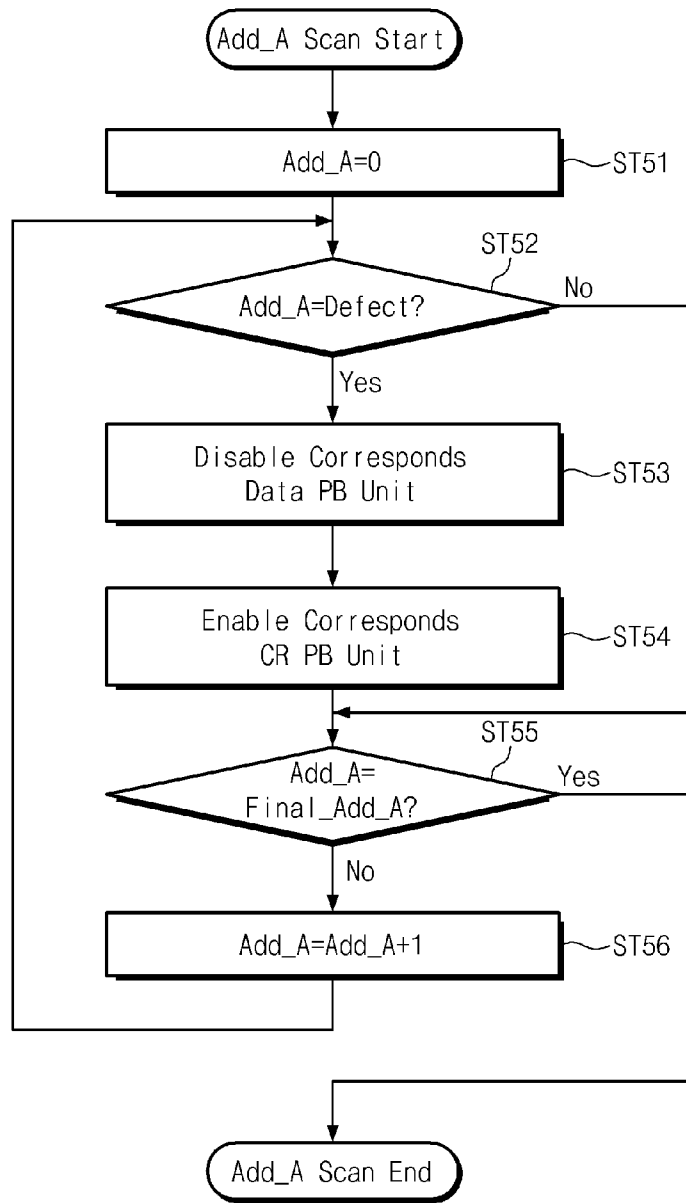 Add_A Scan Start
Add_A=0
ST51
ST52
Add_A=Defect?
No
Yes
Disable Corresponds
Data PB Unit
ST53
Enable Corresponds
CR PB Unit
ST54
ST55
Add_A=
Final_Add_A?
Yes
No
Add_A=Add_A+1
ST56
Add_A Scan End